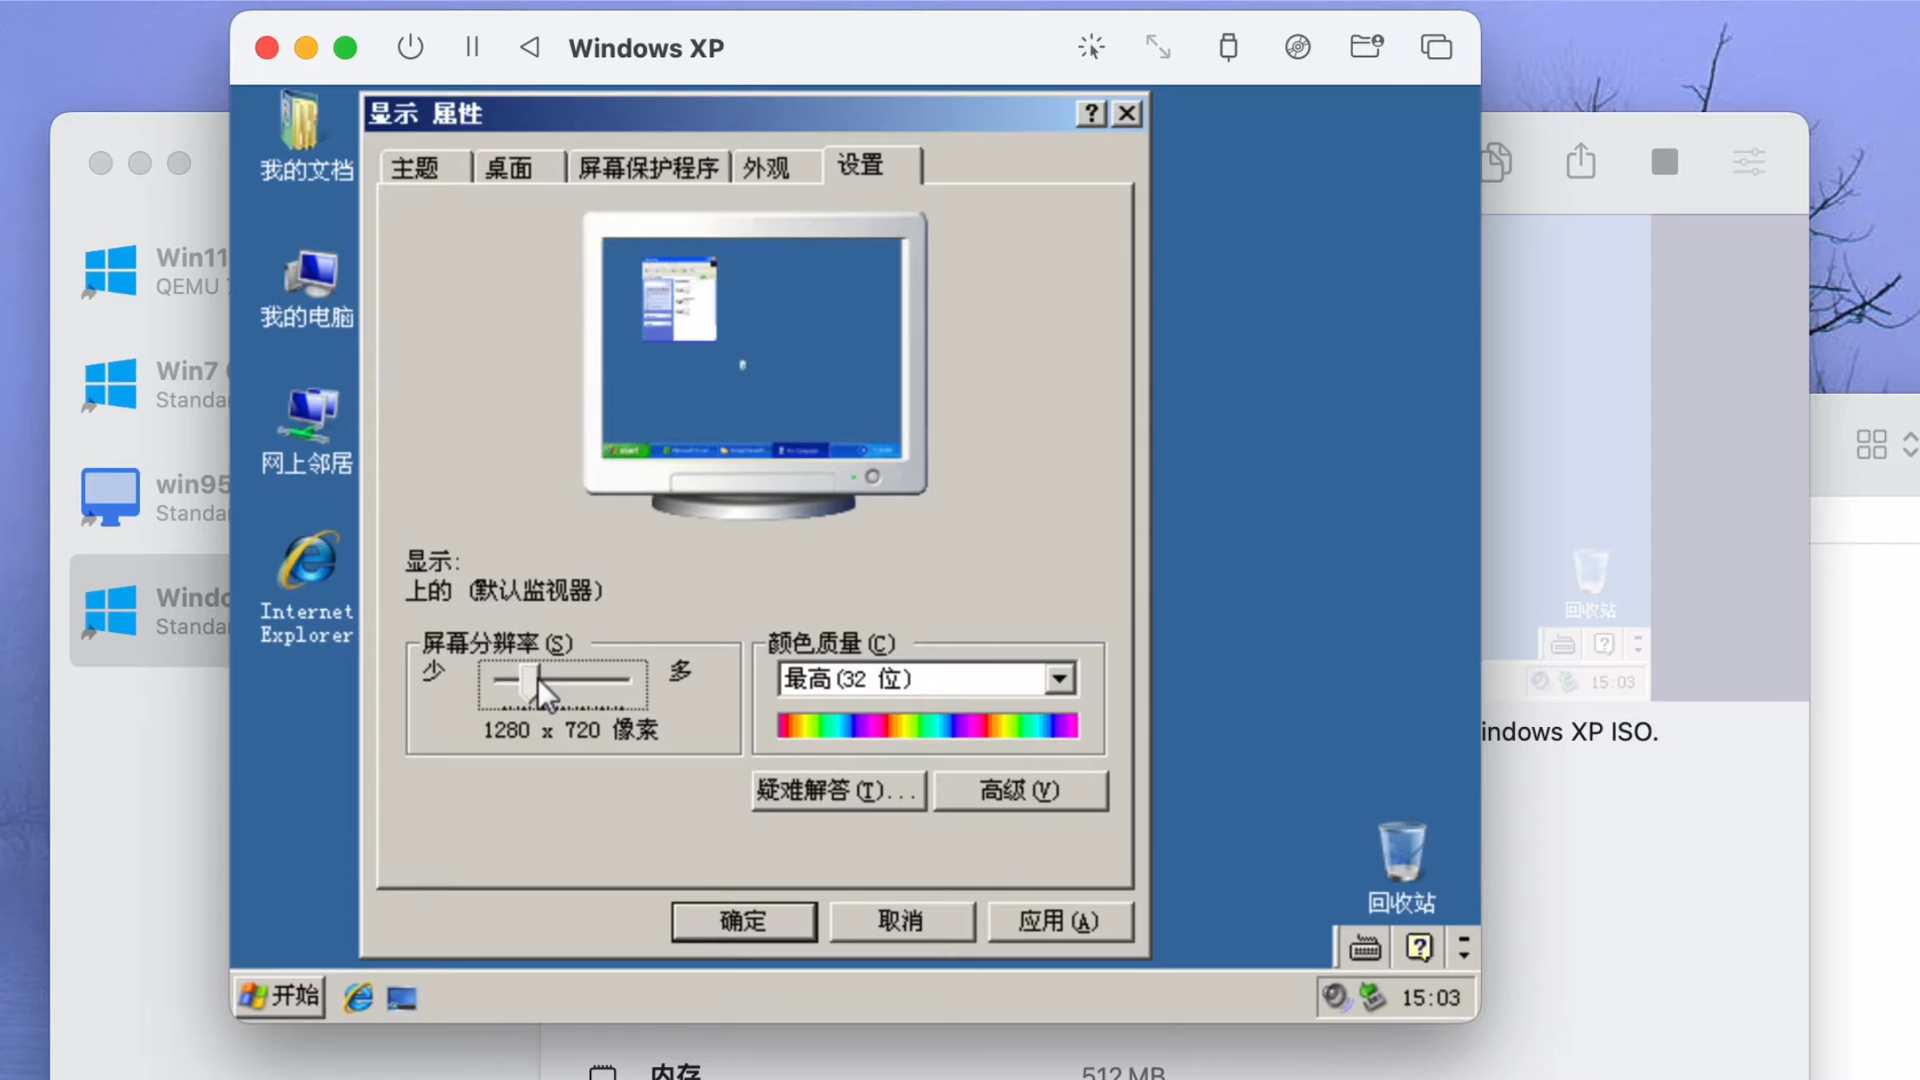 Windows XP
我的文档
我的电脑
网上邻居
Internet
Explorer
显示 属性
主题
桌面
屏幕保护程序
外观
设置
显示:
上的 (默认监视器)
屏幕分辨率(S)
少
多
1280 x 720 像素
颜色质量(C)
最高(32 位)
疑难解答(T)...
高级(V)
确定
取消
应用(A)
回收站
开始
15:03
Win11
QEMU
Win7
Standa
win95
Standa
Windo
Standa
回收站
15:03
indows XP ISO.
内存
512 MB